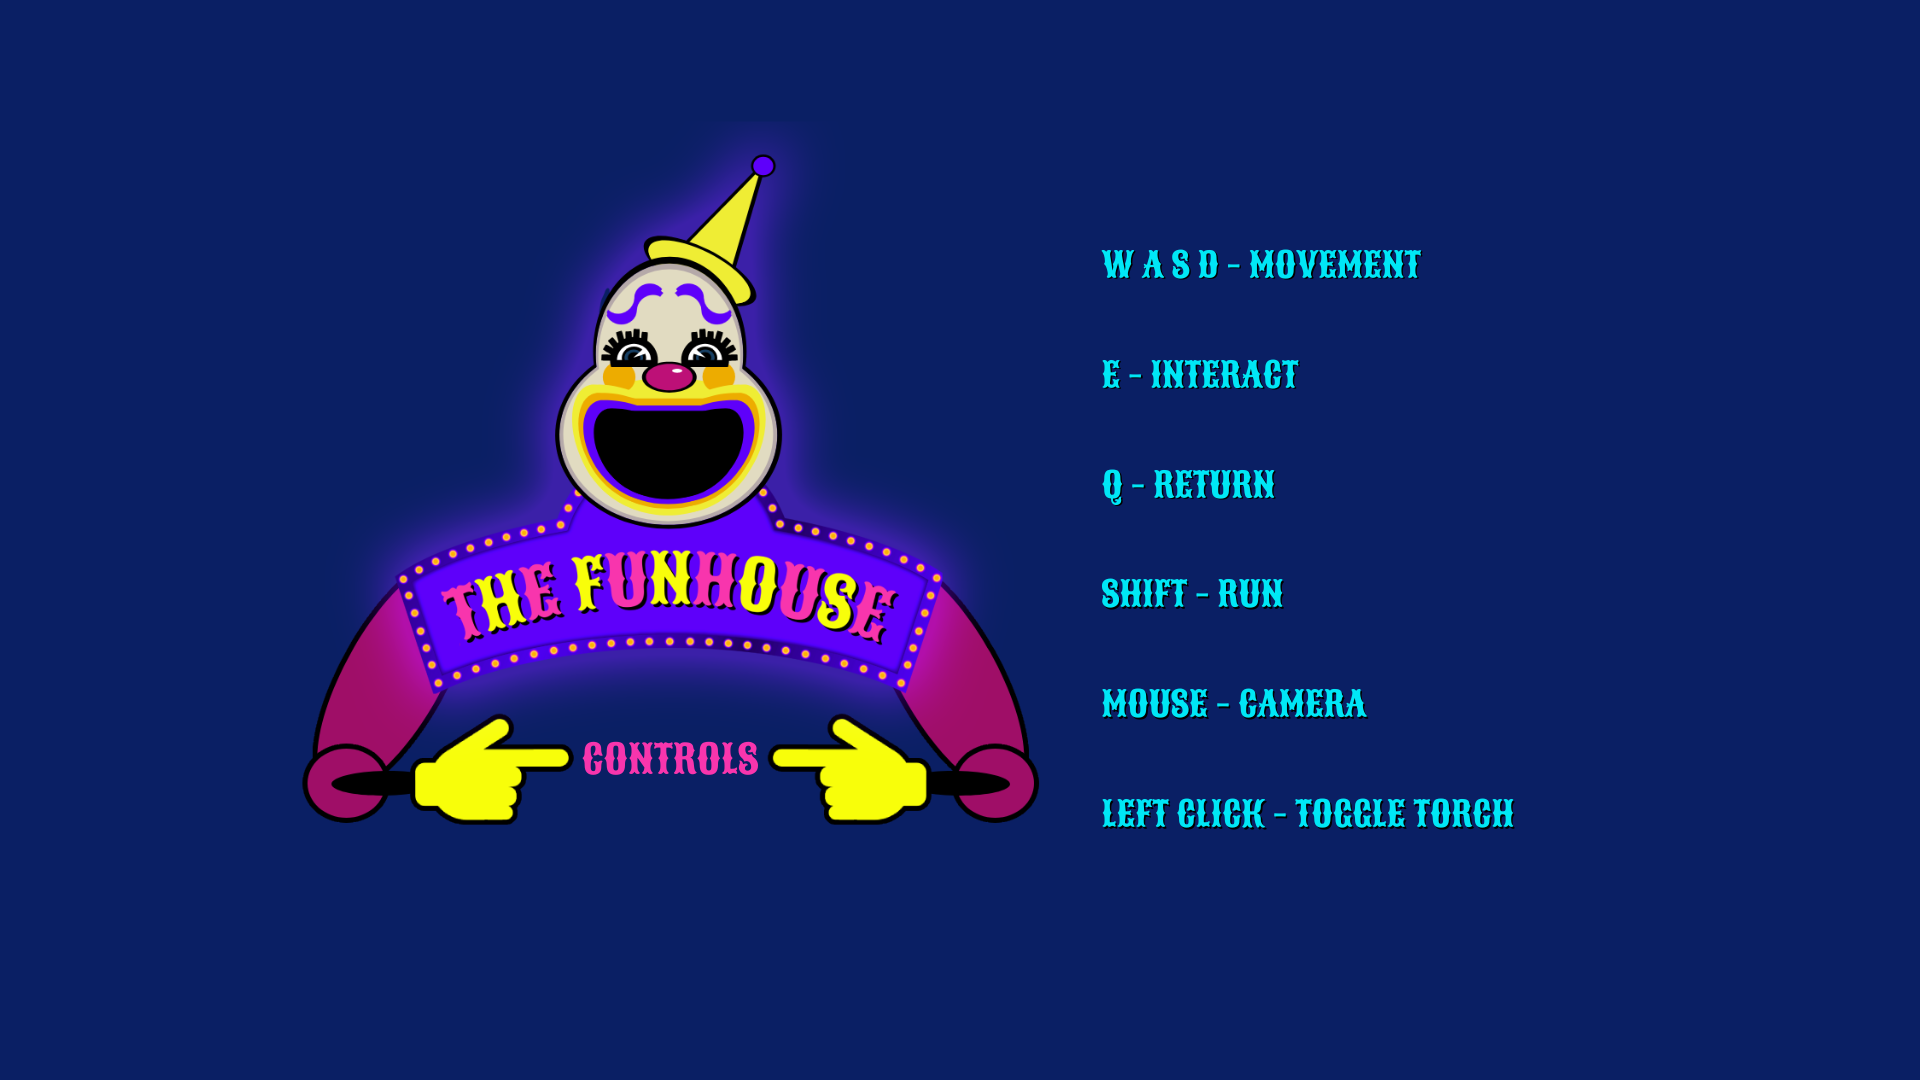 THE FUNHOUSE
CONTROLS
W A S D - MOVEMENT
E - INTERACT
Q - RETURN
SHIFT - RUN
MOUSE - CAMERA
LEFT CLICK - TOGGLE TORCH